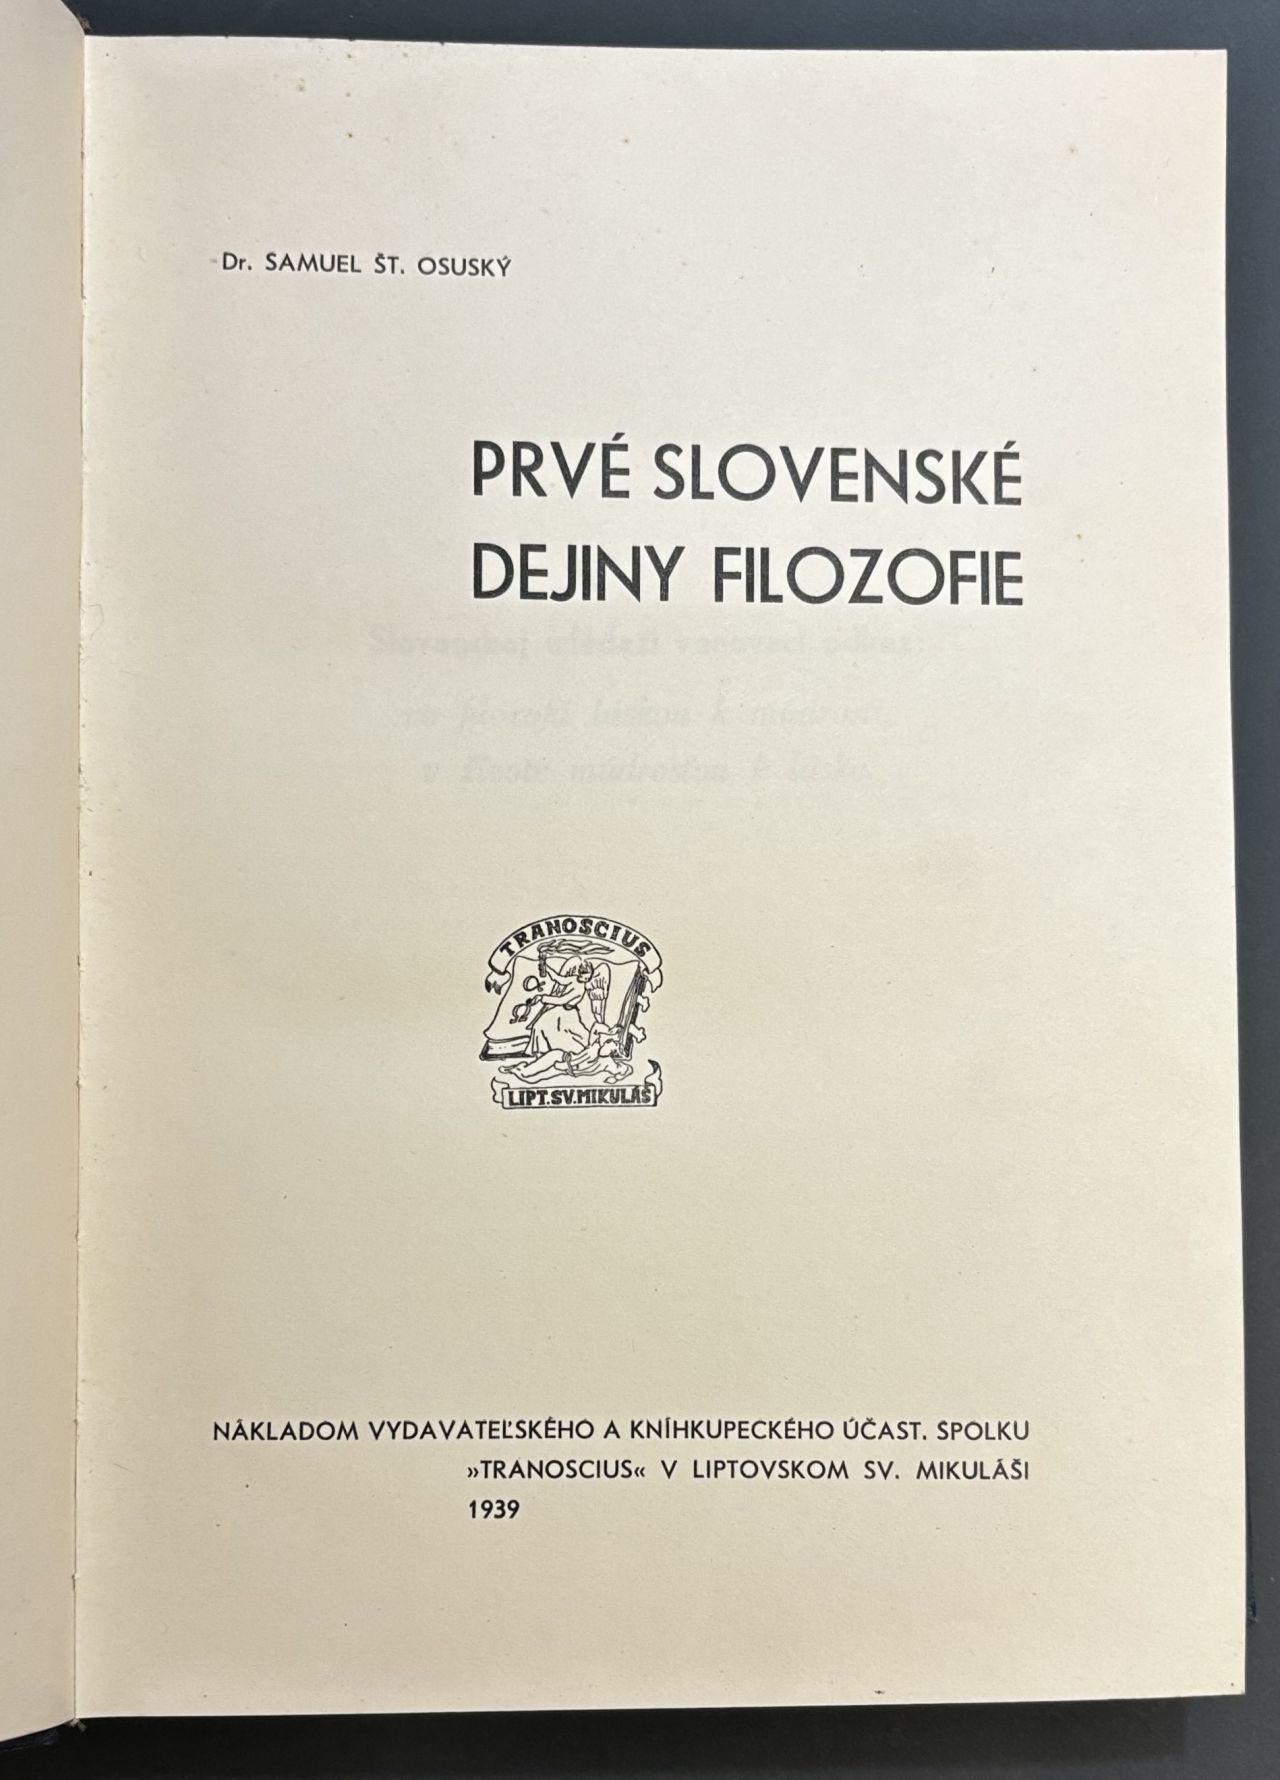 Dr. SAMUEL ŠT. OSUSKÝ
PRVÉ SLOVENSKÉ
DEJINY FILOZOFIE
TRANOSCIUS
LIPT.SV.MIKULÁŠ
NÁKLADOM VYDAVATEĽSKÉHO A KNÍHKUPECKÉHO ÚČAST. SPOLKU
»TRANOSCIUS« V LIPTOVSKOM SV. MIKULÁŠI
1939